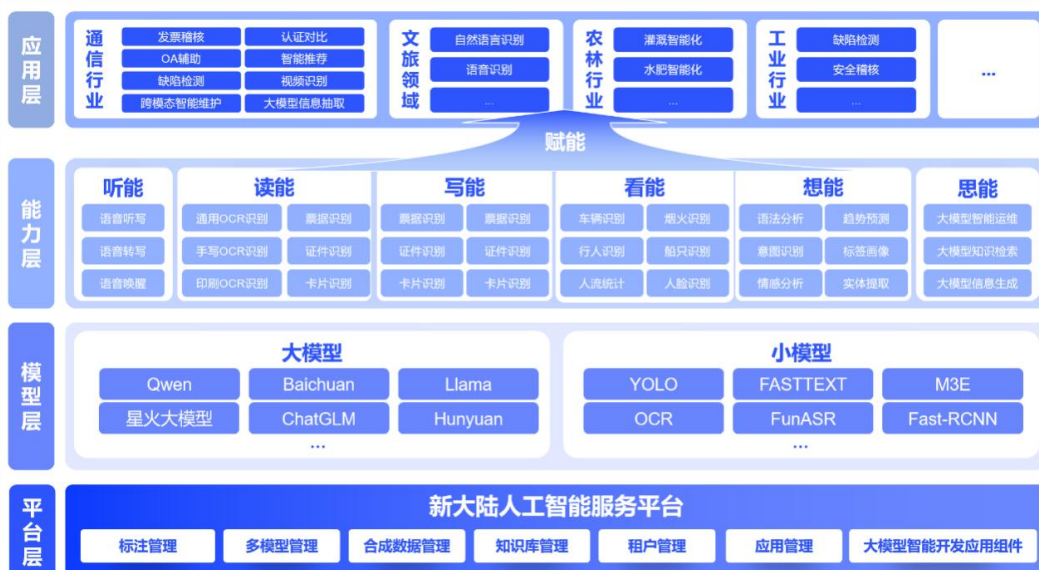 应用层
通信行业
发票稽核 认证对比
OA辅助 智能推荐
缺陷检测 视频识别
跨模态智能维护 大模型信息抽取
文旅领域
自然语言识别
语音识别
...
农林行业
灌溉智能化
水肥智能化
...
工业行业
缺陷检测
安全稽核
...
...
赋能
能力层
听能
语音听写
语音转写
语音唤醒
读能
通用OCR识别 票据识别
手写OCR识别 证件识别
印刷OCR识别 卡片识别
写能
票据识别 票据识别
证件识别 证件识别
卡片识别 卡片识别
看能
车辆识别 烟火识别
行人识别 船只识别
人流统计 人脸识别
想能
语法分析 趋势预测
意图识别 标签画像
情感分析 实体提取
思能
大模型智能运维
大模型知识检索
大模型信息生成
模型层
大模型
Qwen Baichuan Llama
星火大模型 ChatGLM Hunyuan
...
小模型
YOLO FASTTEXT M3E
OCR FunASR Fast-RCNN
...
平台层
新大陆人工智能服务平台
标注管理 多模型管理 合成数据管理 知识库管理 租户管理 应用管理 大模型智能开发应用组件